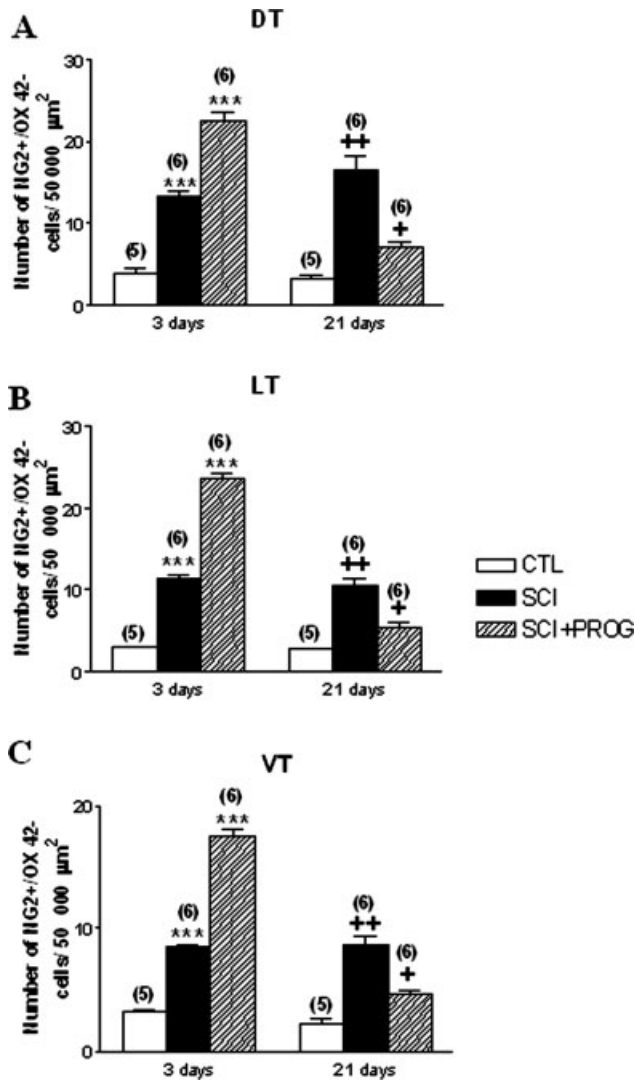 A
DT
Number of NG2+/OX 42-
cells/ 50 000 µm2
30
20
10
0
(5)
(6)
***
(6)
***
(5)
(6)
++
(6)
+
3 days
21 days
B
LT
Number of NG2+/OX 42-
cells/ 50 000 µm2
30
20
10
0
(5)
(6)
***
(6)
***
(5)
(6)
++
(6)
+
3 days
21 days
CTL
SCI
SCI+PROG
C
VT
Number of NG2+/OX 42-
cells/ 50 000 µm2
20
10
0
(5)
(6)
***
(6)
***
(5)
(6)
++
(6)
+
3 days
21 days